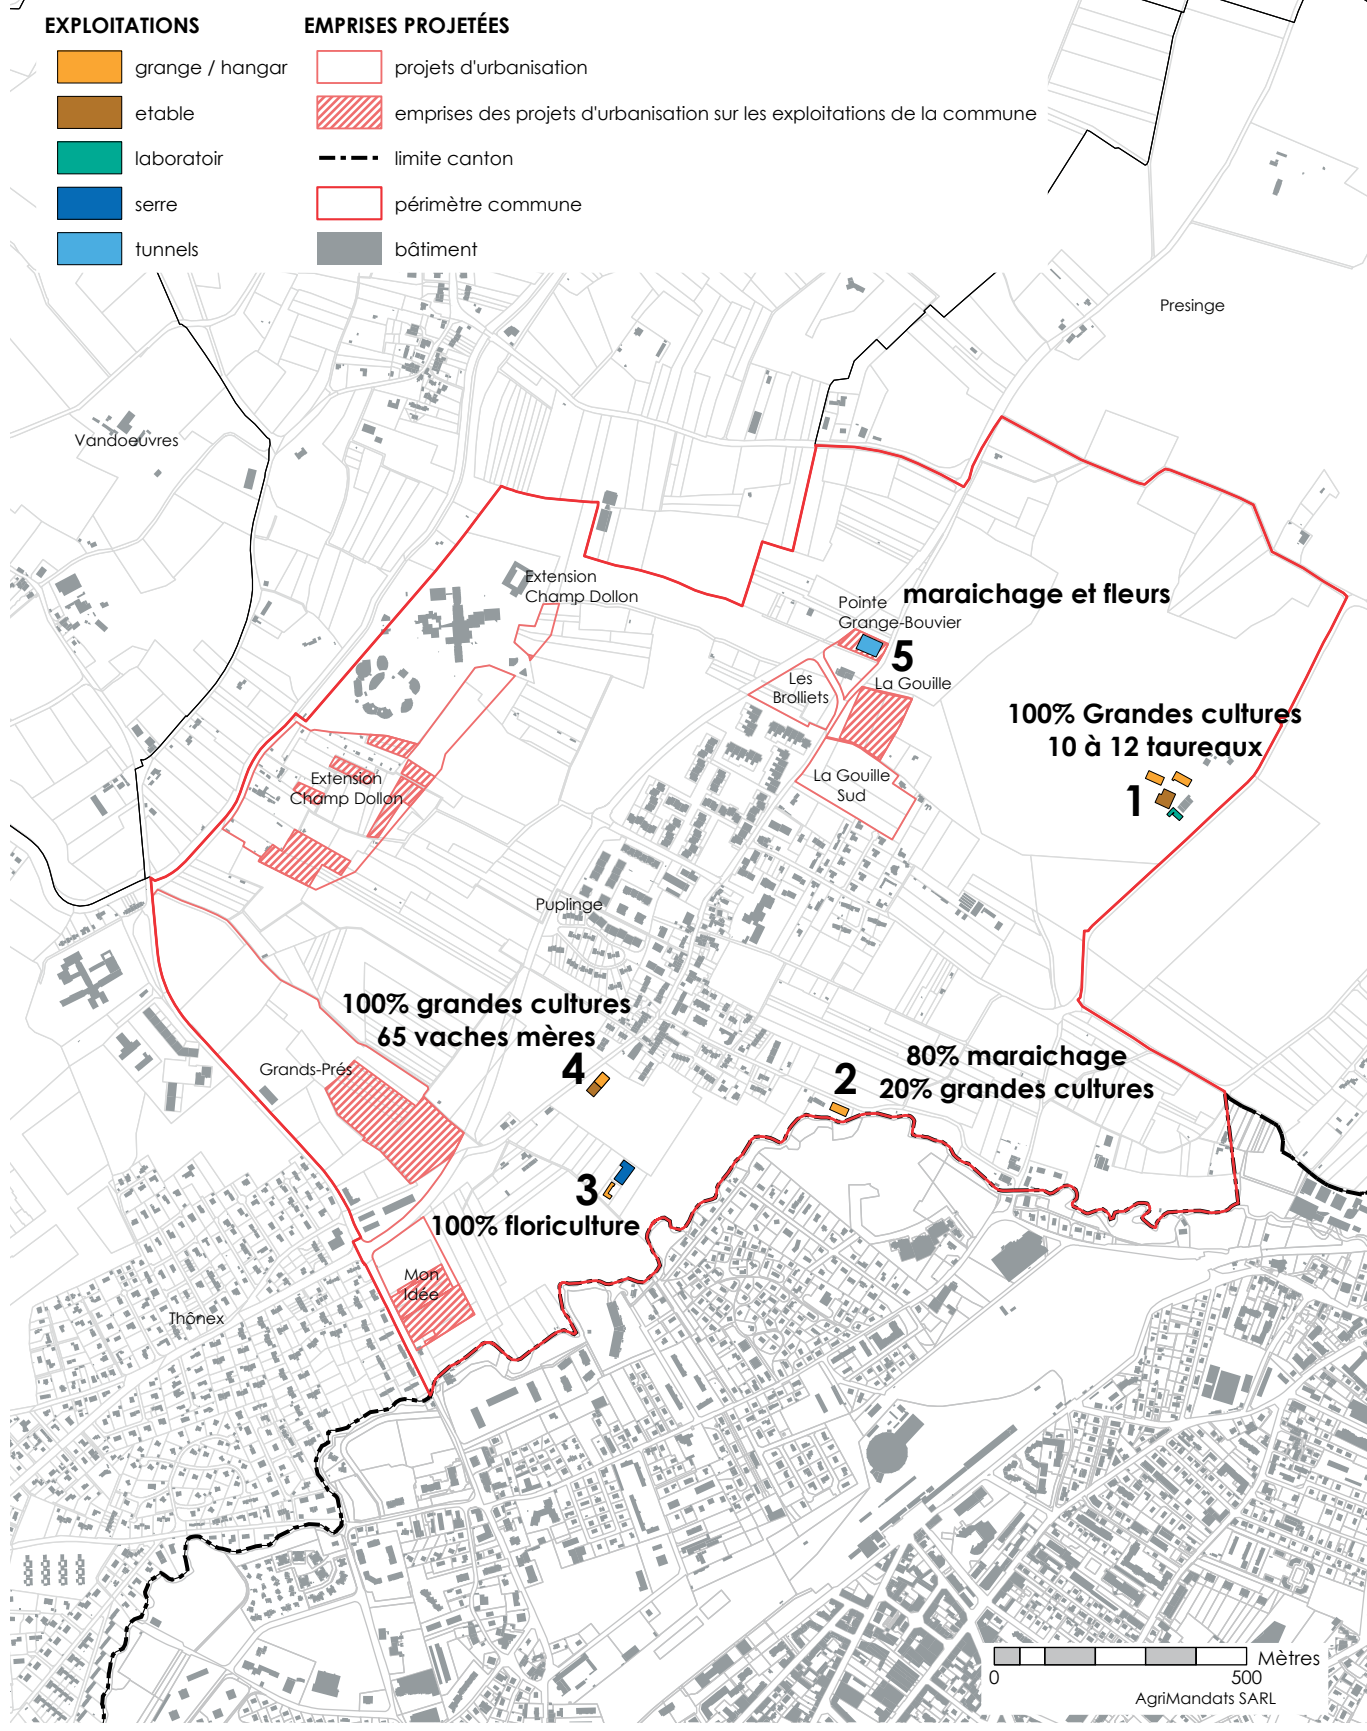 EXPLOITATIONS
grange / hangar
etable
laboratoir
serre
tunnels
EMPRISES PROJETÉES
projets d'urbanisation
emprises des projets d'urbanisation sur les exploitations de la commune
limite canton
périmètre commune
bâtiment
Presinge
Vandoeuvres
Extension
Champ Dollon
Pointe
Grange-Bouvier
maraichage et fleurs
5
Les
Brolliets
La Gouille
100% Grandes cultures
10 à 12 taureaux
1
La Gouille
Sud
Extension
Champ Dollon
Puplinge
100% grandes cultures
65 vaches mères
4
Grands-Prés
2
80% maraichage
20% grandes cultures
3
100% floriculture
Mon
Idée
Thônex
Mètres
0
500
AgriMandats SARL